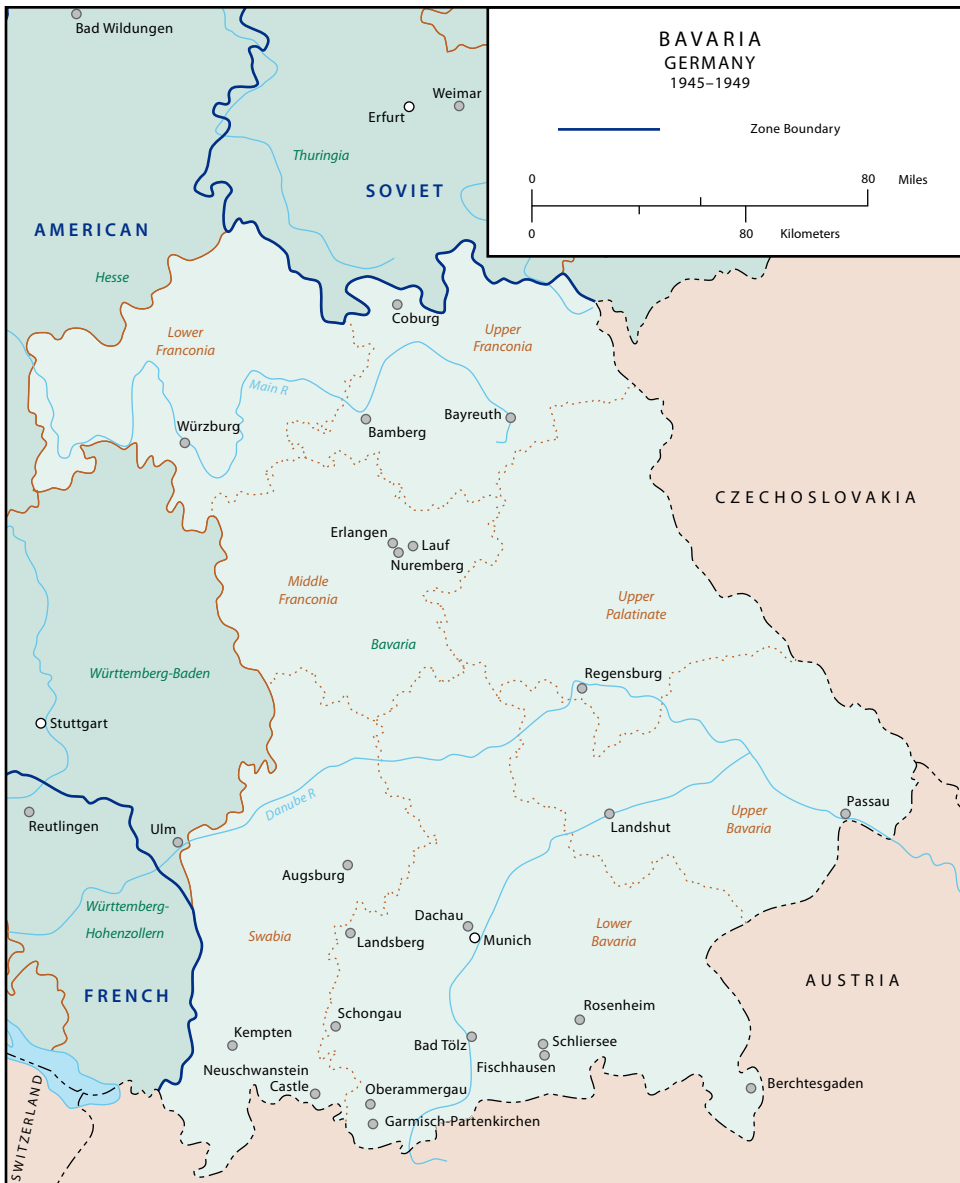 BAVARIA
GERMANY
1945–1949
Zone Boundary
0
80
Miles
0
80
Kilometers
Bad Wildungen
Weimar
Erfurt
Thuringia
SOVIET
AMERICAN
Hesse
Coburg
Lower
Franconia
Upper
Franconia
Main R
Würzburg
Bamberg
Bayreuth
CZECHOSLOVAKIA
Erlangen
Lauf
Nuremberg
Middle
Franconia
Upper
Palatinate
Bavaria
Württemberg-Baden
Regensburg
Stuttgart
Danube R
Reutlingen
Ulm
Landshut
Upper
Bavaria
Passau
Augsburg
Württemberg-
Hohenzollern
Swabia
Dachau
Munich
Landsberg
Lower
Bavaria
AUSTRIA
FRENCH
Schongau
Rosenheim
Kempten
Bad Tölz
Schliersee
Fischhausen
Neuschwanstein
Castle
Oberammergau
Berchtesgaden
Garmisch-Partenkirchen
SWITZERLAND